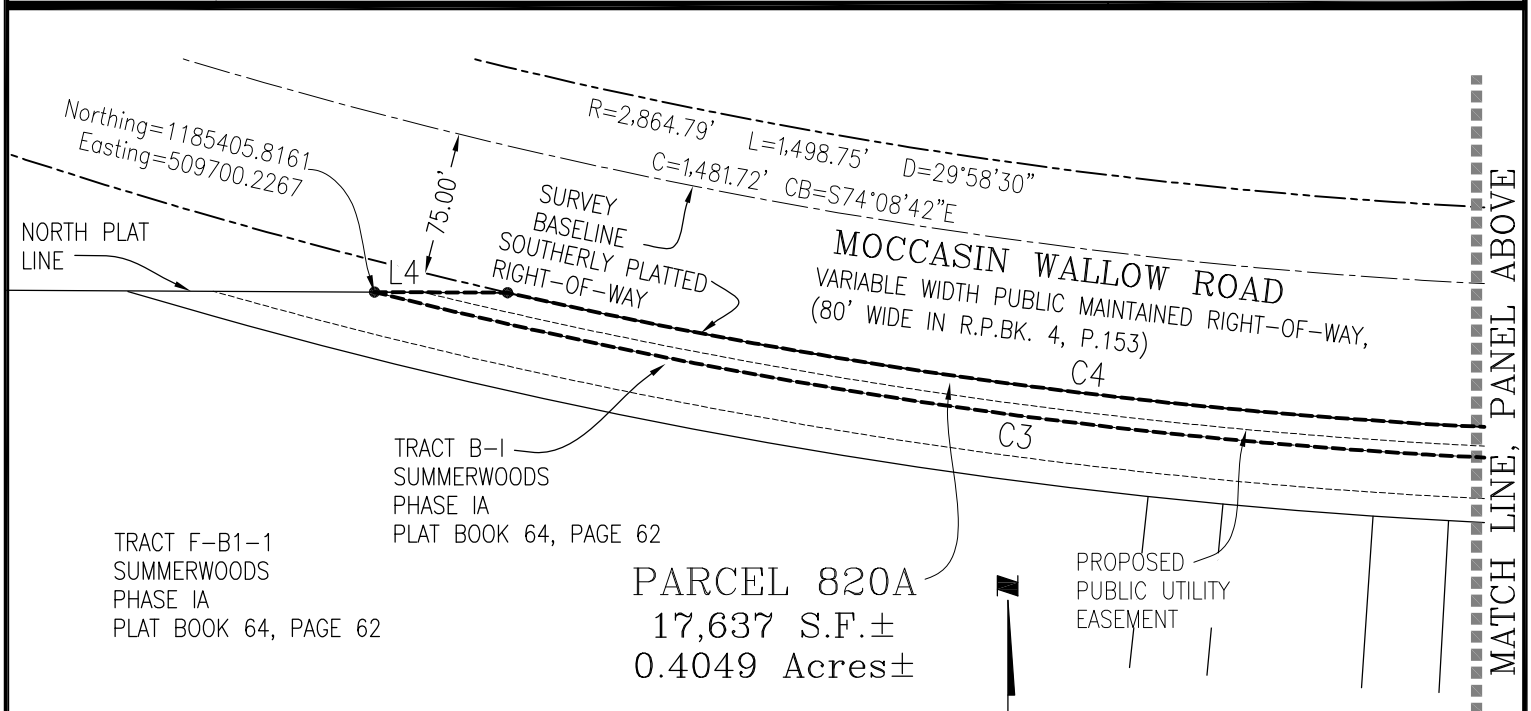 R=2,864.79' L=1,498.75' D=29°58'30"
C=1,481.72' CB=S74°08'42"E
Northing=1185405.8161
Easting=509700.2267
75.00'
SURVEY
BASELINE
SOUTHERLY PLATTED
RIGHT-OF-WAY
NORTH PLAT
LINE
L4
MOCCASIN WALLOW ROAD
VARIABLE WIDTH PUBLIC MAINTAINED RIGHT-OF-WAY,
(80' WIDE IN R.P.BK. 4, P.153)
C4
C3
TRACT B-I
SUMMERWOODS
PHASE IA
PLAT BOOK 64, PAGE 62
TRACT F-B1-1
SUMMERWOODS
PHASE IA
PLAT BOOK 64, PAGE 62
PARCEL 820A
17,637 S.F.±
0.4049 Acres±
PROPOSED
PUBLIC UTILITY
EASEMENT
N
MATCH LINE, PANEL ABOVE